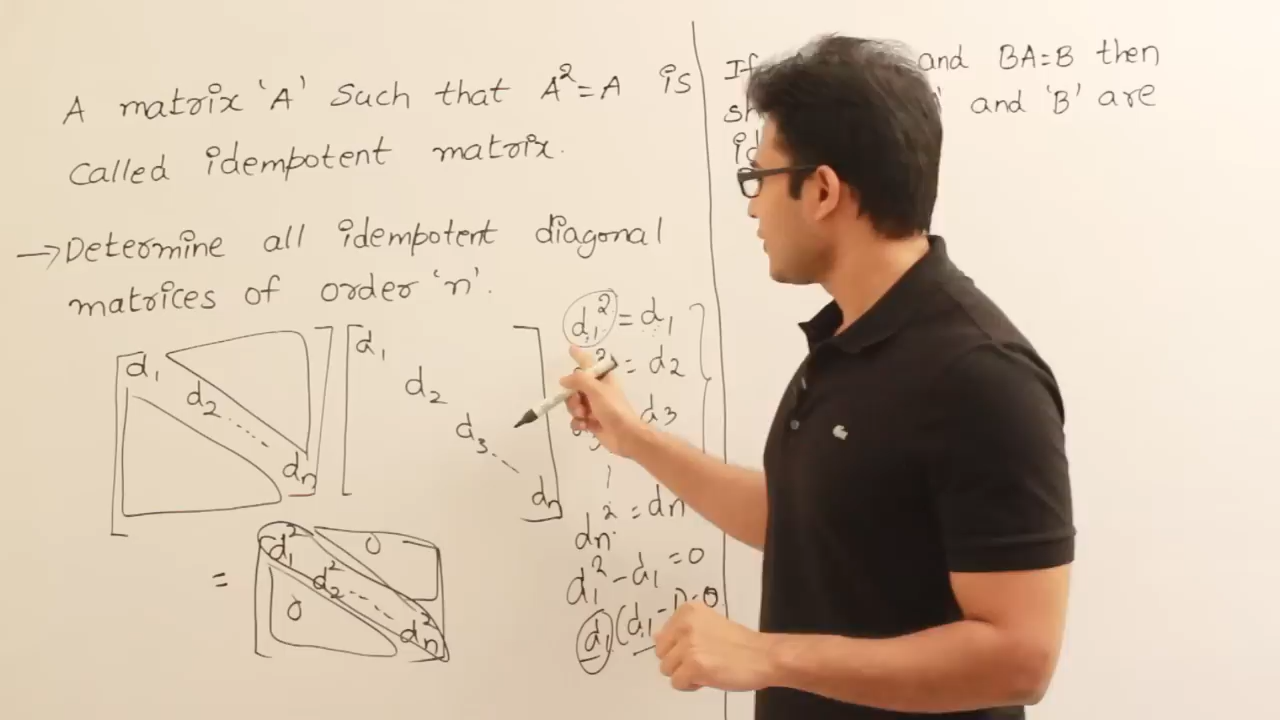 A matrix 'A' such that A²=A is
called idempotent matrix.
→ Determine all idempotent diagonal
matrices of order 'n'.
d₁
d₂ .....
dₙ
d₁
d₂
d₃ ...
dₙ
= d₁² 0
0 d₂² ----
dₙ²
d₁² = d₁
² = d₂
d₃
dₙ² = dₙ
d₁² - d₁ = 0
d₁ (d₁ - 1) = 0
If and BA=B then
and 'B' are